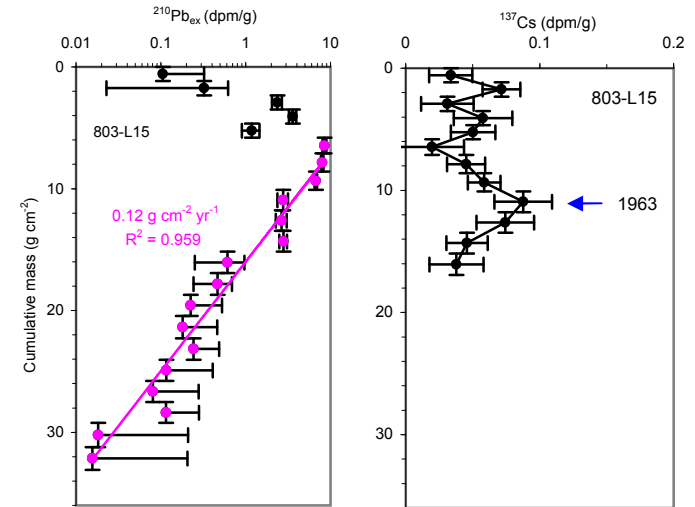 ²¹⁰Pbₑₓ (dpm/g)
0.01 0.1 1 10
0
10
20
30
Cumulative mass (g cm⁻²)
803-L15
0.12 g cm⁻² yr⁻¹
R² = 0.959
¹³⁷Cs (dpm/g)
0 0.1 0.2
0
10
20
30
803-L15
1963